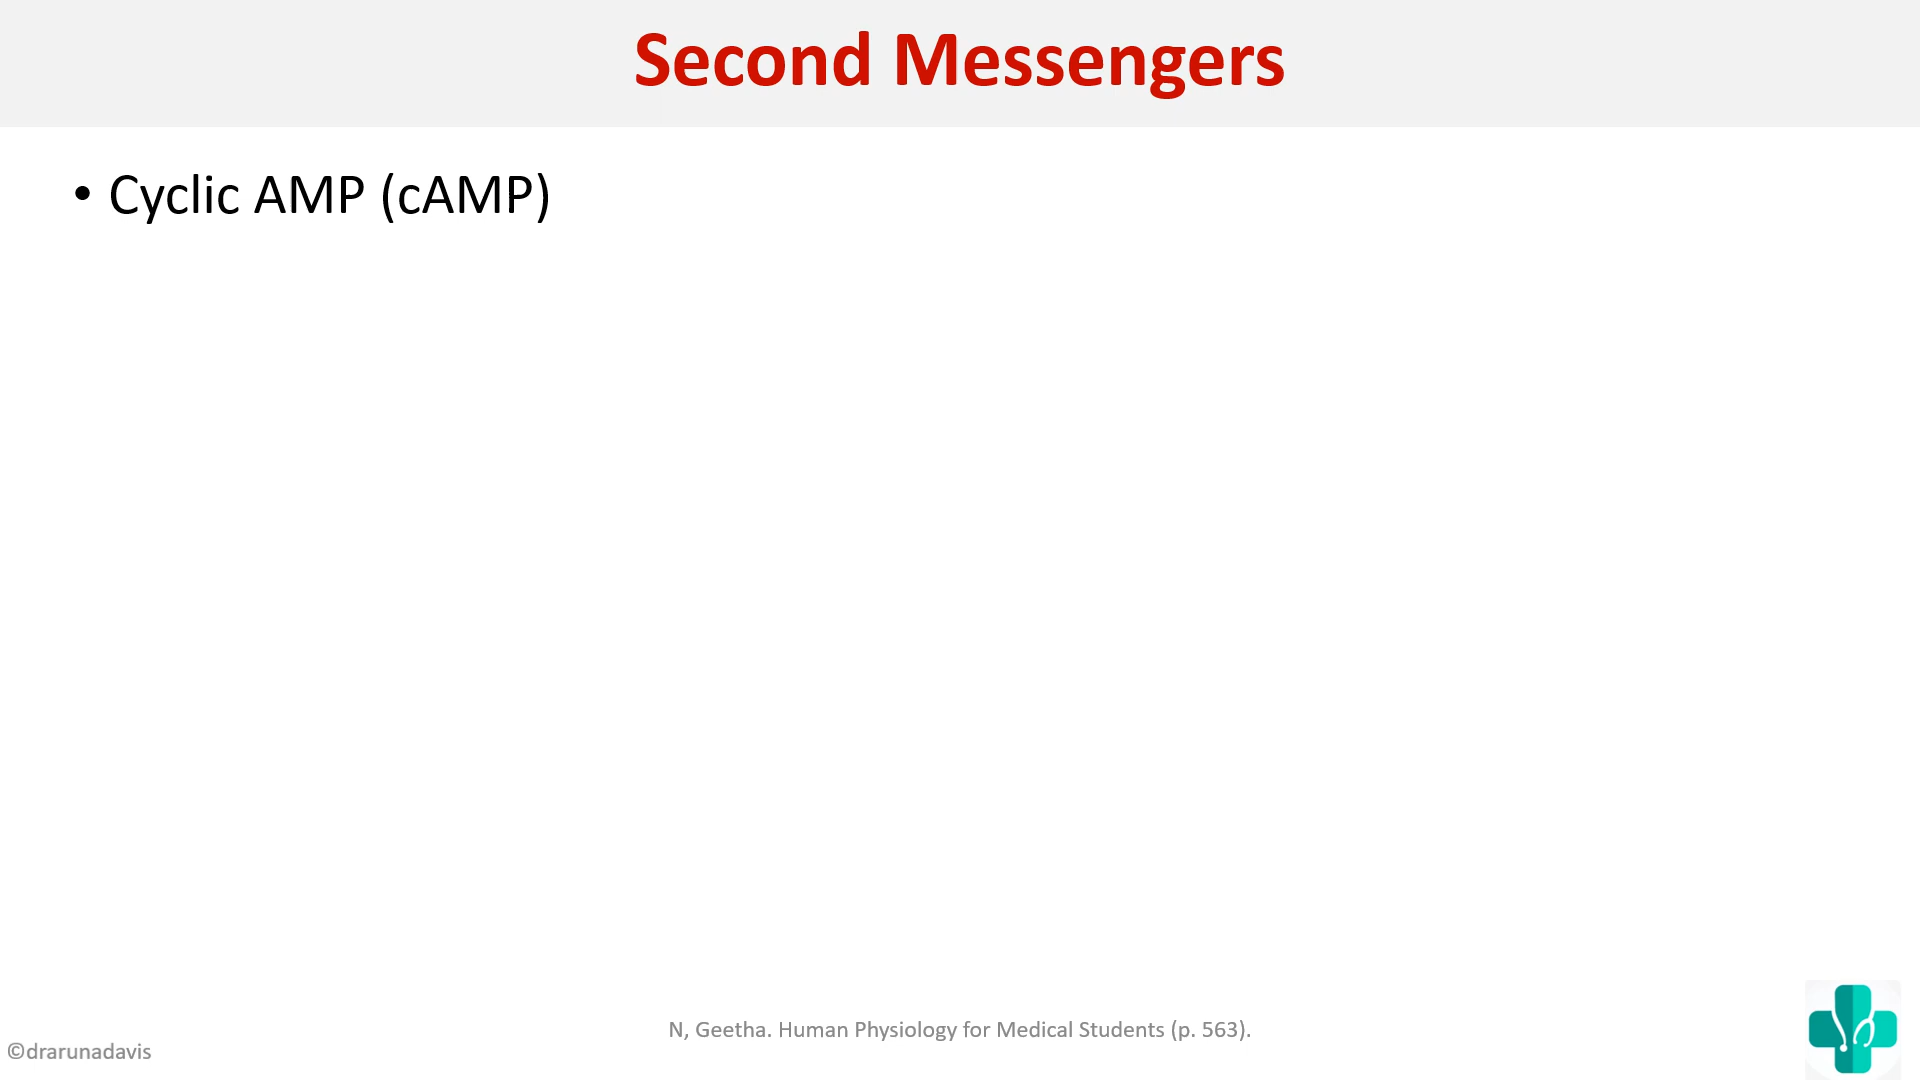 Second Messengers
• Cyclic AMP (cAMP)
N, Geetha. Human Physiology for Medical Students (p. 563).
©drarunadavis